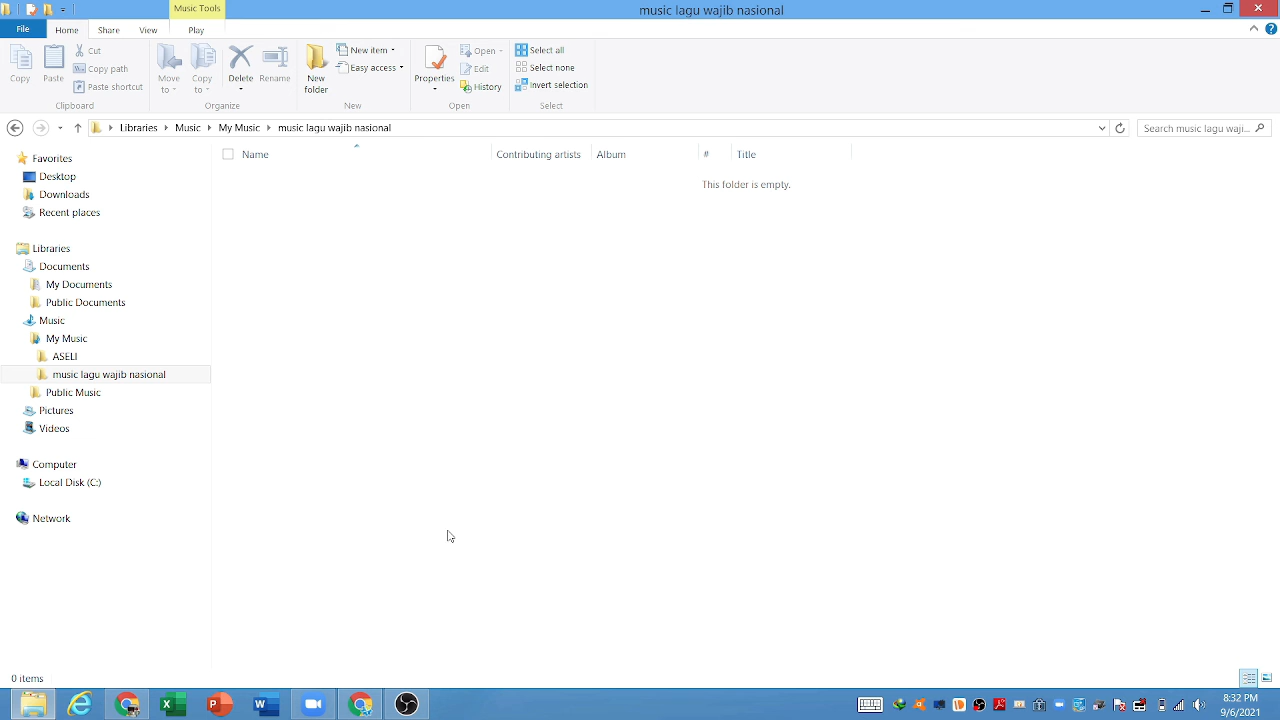 Music Tools
music lagu wajib nasional
File
Home
Share
View
Play
Copy
Paste
Cut
Copy path
Paste shortcut
Clipboard
Move to
Copy to
Delete
Rename
Organize
New folder
New item
Easy access
New
Properties
Open
Edit
History
Open
Select all
Select none
Invert selection
Select
Libraries
Music
My Music
music lagu wajib nasional
Search music lagu waji...
Name
Contributing artists
Album
#
Title
This folder is empty.
Favorites
Desktop
Downloads
Recent places
Libraries
Documents
My Documents
Public Documents
Music
My Music
ASELI
music lagu wajib nasional
Public Music
Pictures
Videos
Computer
Local Disk (C:)
Network
0 items
8:32 PM
9/6/2021